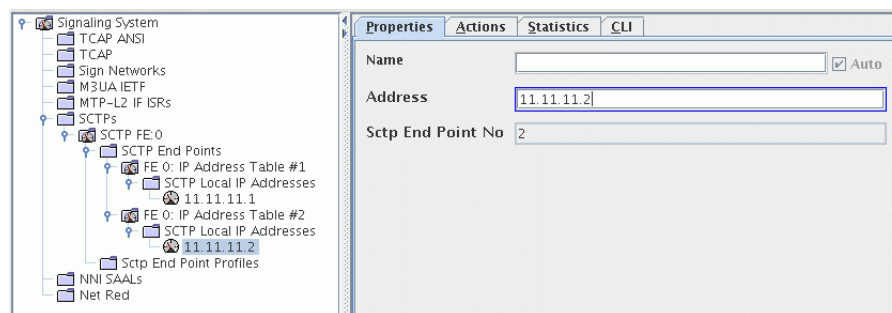 Signaling System
TCAP ANSI
TCAP
Sign Networks
M3UA IETF
MTP-L2 IF ISRs
SCTPs
SCTP FE:0
SCTP End Points
FE 0: IP Address Table #1
SCTP Local IP Addresses
11.11.11.1
FE 0: IP Address Table #2
SCTP Local IP Addresses
11.11.11.2
Sctp End Point Profiles
NNI SAALs
Net Red
Properties Actions Statistics CLI
Name Auto
Address 11.11.11.2
Sctp End Point No 2